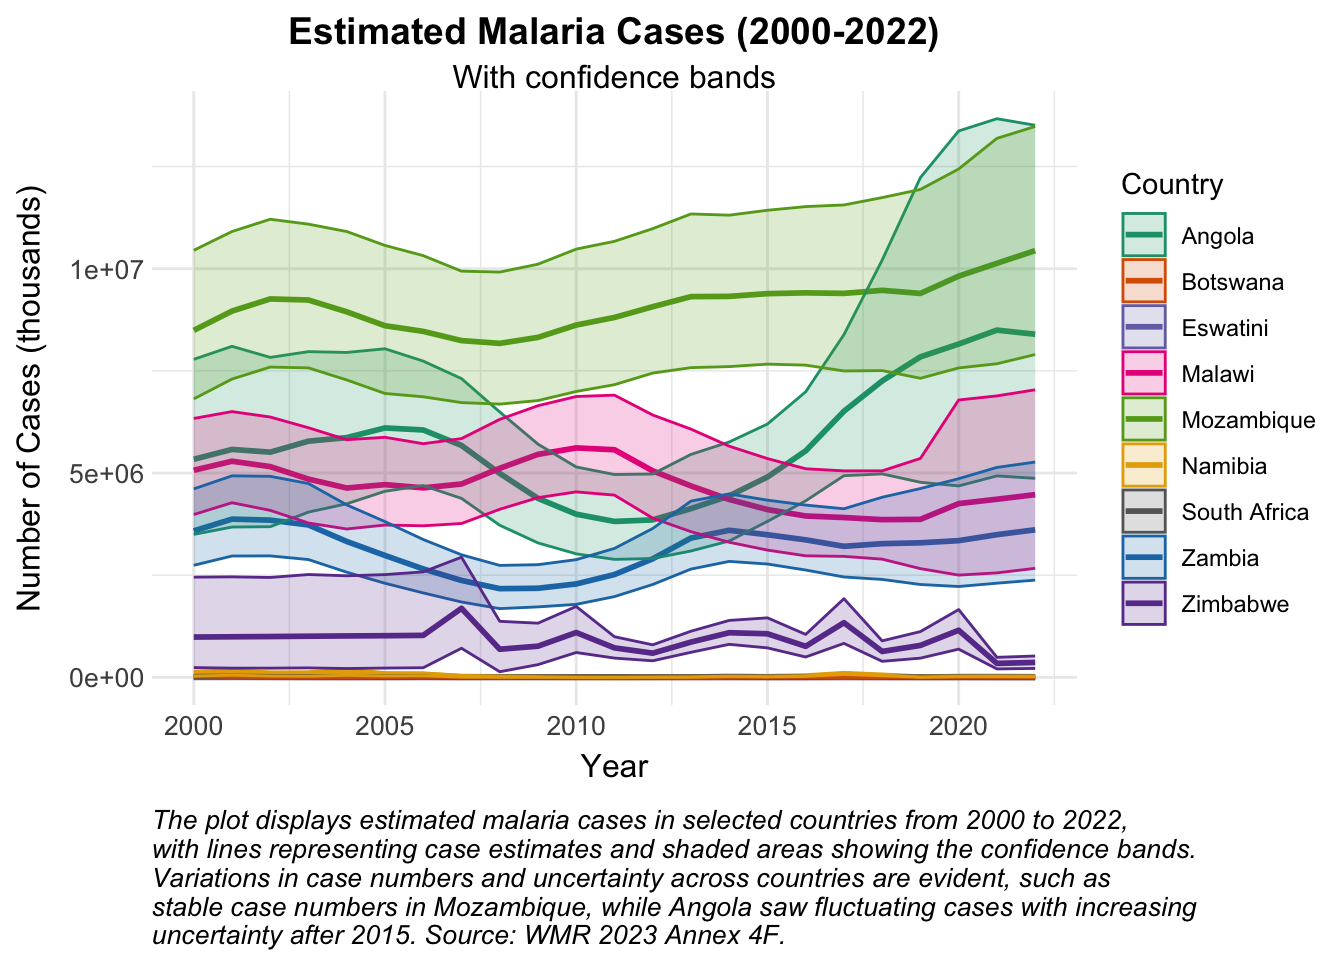 Estimated Malaria Cases (2000-2022)
With confidence bands
Number of Cases (thousands)
1e+07
5e+06
0e+00
2000 2005 2010 2015 2020
Year
Country
Angola
Botswana
Eswatini
Malawi
Mozambique
Namibia
South Africa
Zambia
Zimbabwe
The plot displays estimated malaria cases in selected countries from 2000 to 2022,
with lines representing case estimates and shaded areas showing the confidence bands.
Variations in case numbers and uncertainty across countries are evident, such as
stable case numbers in Mozambique, while Angola saw fluctuating cases with increasing
uncertainty after 2015. Source: WMR 2023 Annex 4F.